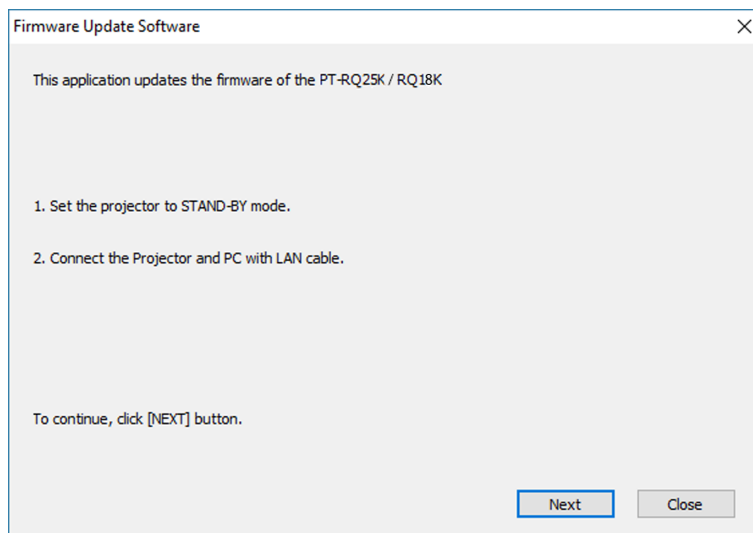 Firmware Update Software
This application updates the firmware of the PT-RQ25K / RQ18K
1. Set the projector to STAND-BY mode.
2. Connect the Projector and PC with LAN cable.
To continue, click [NEXT] button.
Next
Close